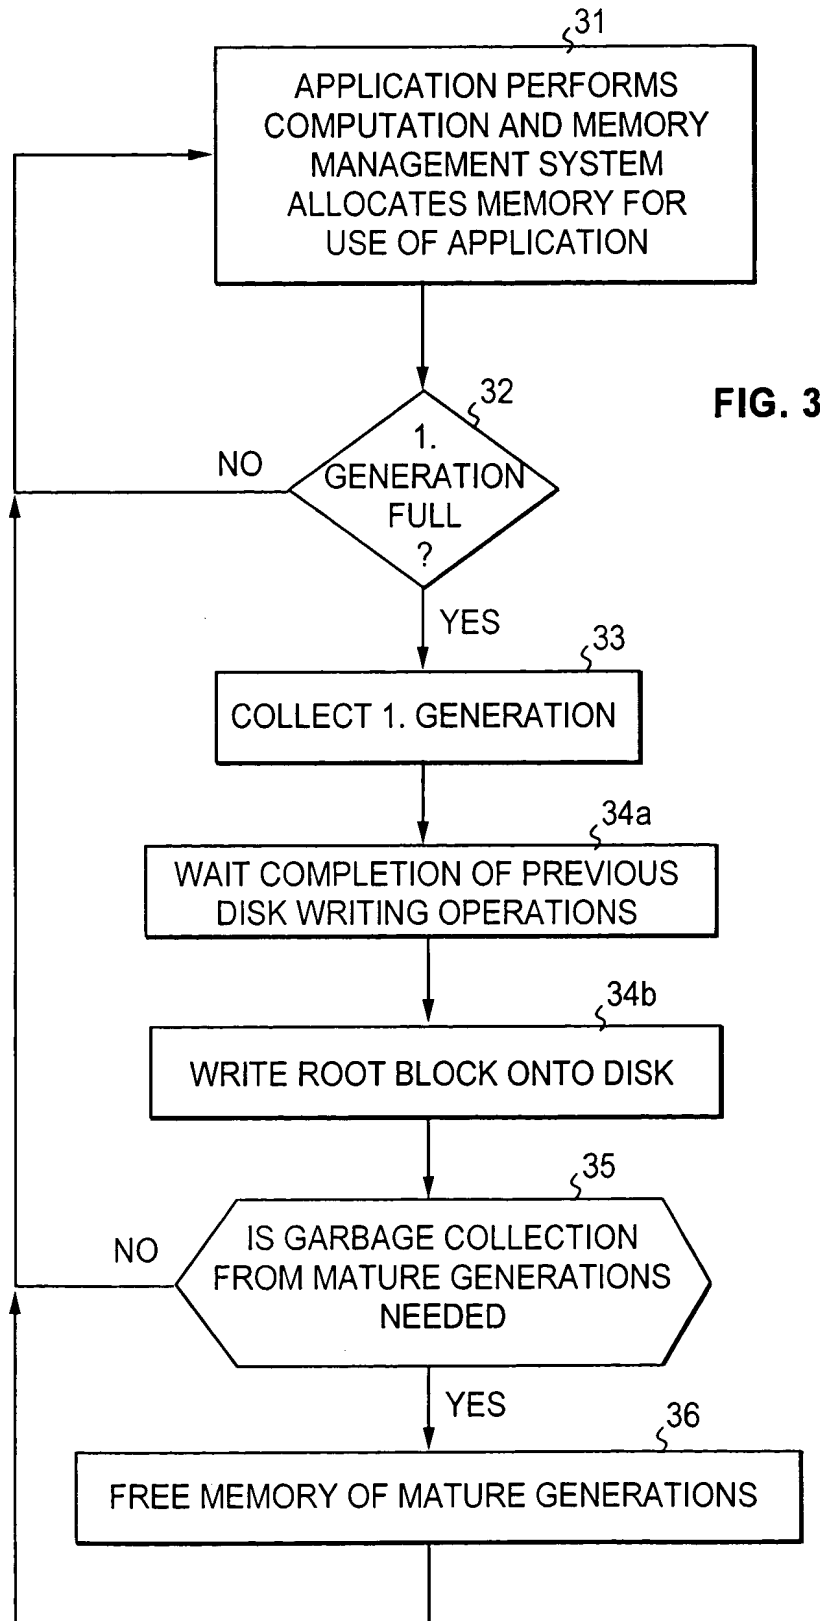 31
APPLICATION PERFORMS
COMPUTATION AND MEMORY
MANAGEMENT SYSTEM
ALLOCATES MEMORY FOR
USE OF APPLICATION
32
FIG. 3
1.
GENERATION
FULL
?
NO
YES
33
COLLECT 1. GENERATION
34a
WAIT COMPLETION OF PREVIOUS
DISK WRITING OPERATIONS
34b
WRITE ROOT BLOCK ONTO DISK
35
IS GARBAGE COLLECTION
FROM MATURE GENERATIONS
NEEDED
NO
YES
36
FREE MEMORY OF MATURE GENERATIONS